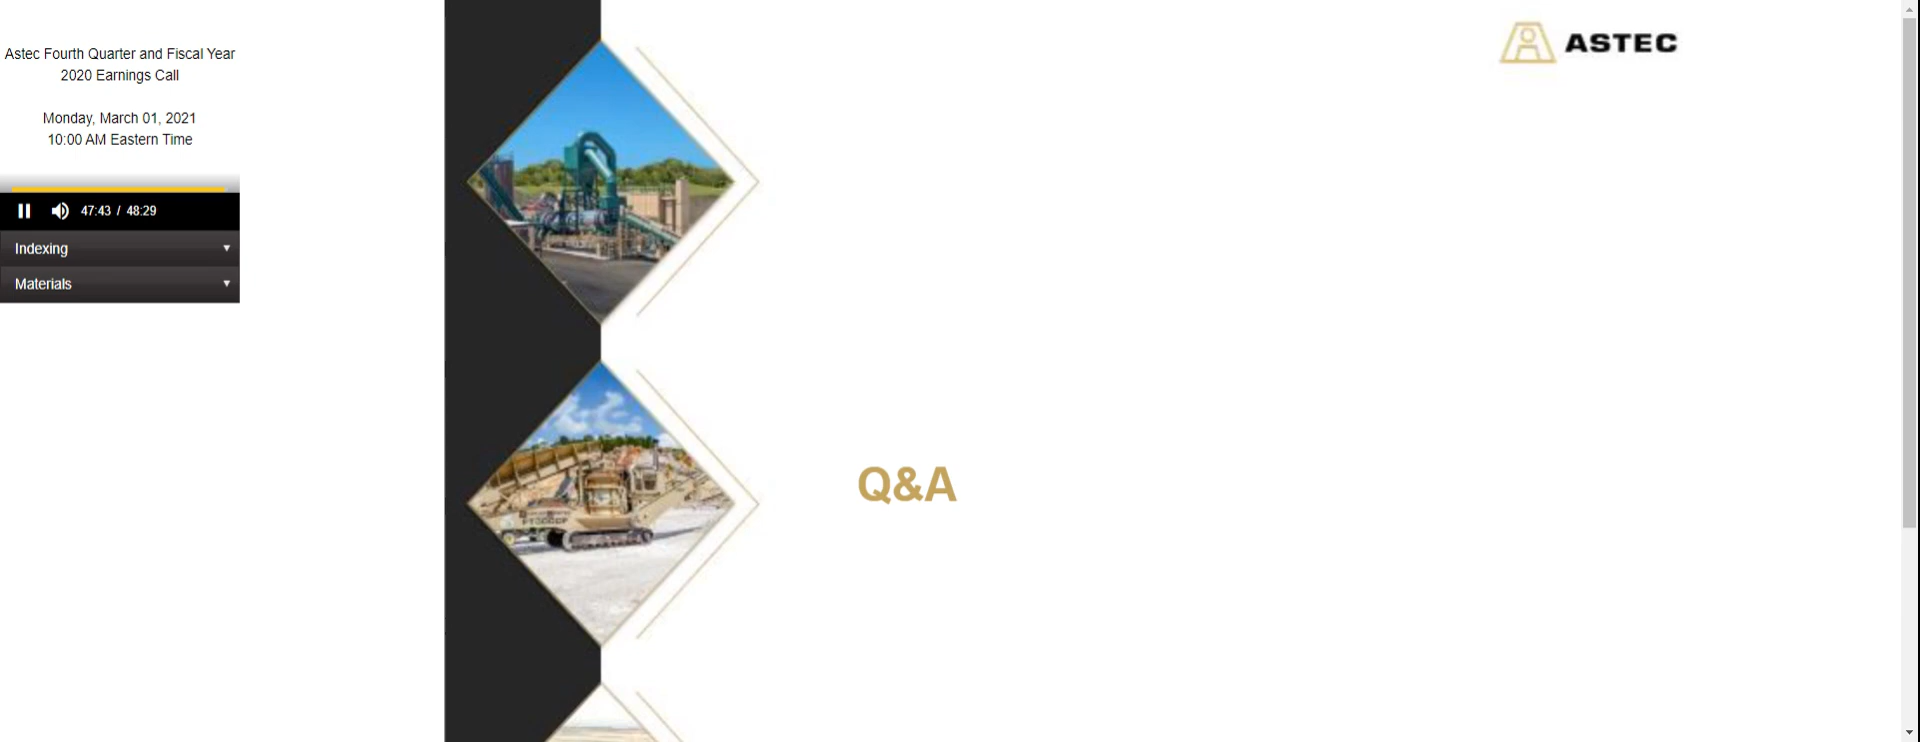 Astec Fourth Quarter and Fiscal Year
2020 Earnings Call
Monday, March 01, 2021
10:00 AM Eastern Time
47:43 / 48:29
Indexing
Materials
ASTEC
Q&A